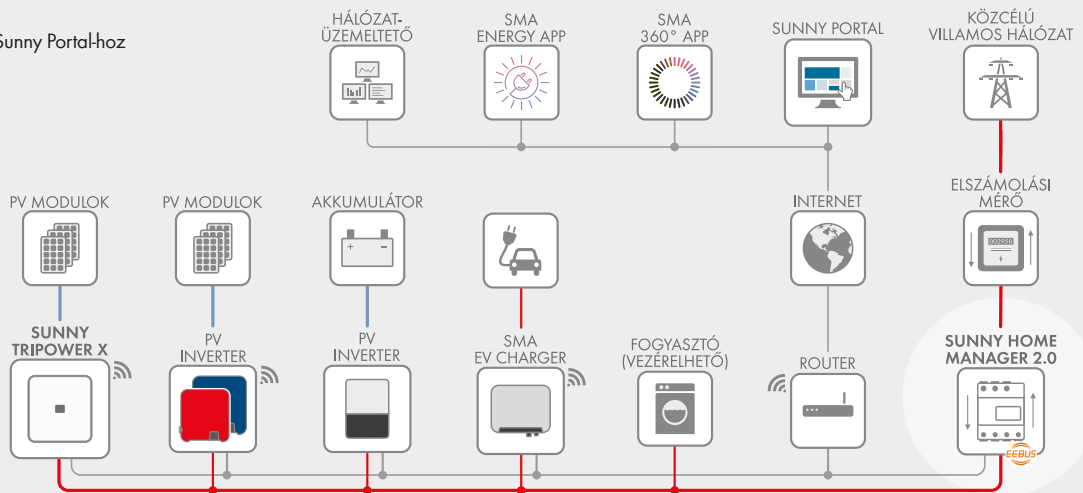 Sunny Portal-hoz
HÁLÓZAT-
ÜZEMELTETŐ
SMA
ENERGY APP
SMA
360° APP
SUNNY PORTAL
KÖZCÉLÚ
VILLAMOS HÁLÓZAT
PV MODULOK
PV MODULOK
AKKUMULÁTOR
INTERNET
ELSZÁMOLÁSI
MÉRŐ
SUNNY
TRIPOWER X
PV
INVERTER
PV
INVERTER
SMA
EV CHARGER
FOGYASZTÓ
(VEZÉRELHETŐ)
ROUTER
SUNNY HOME
MANAGER 2.0
EEBUS